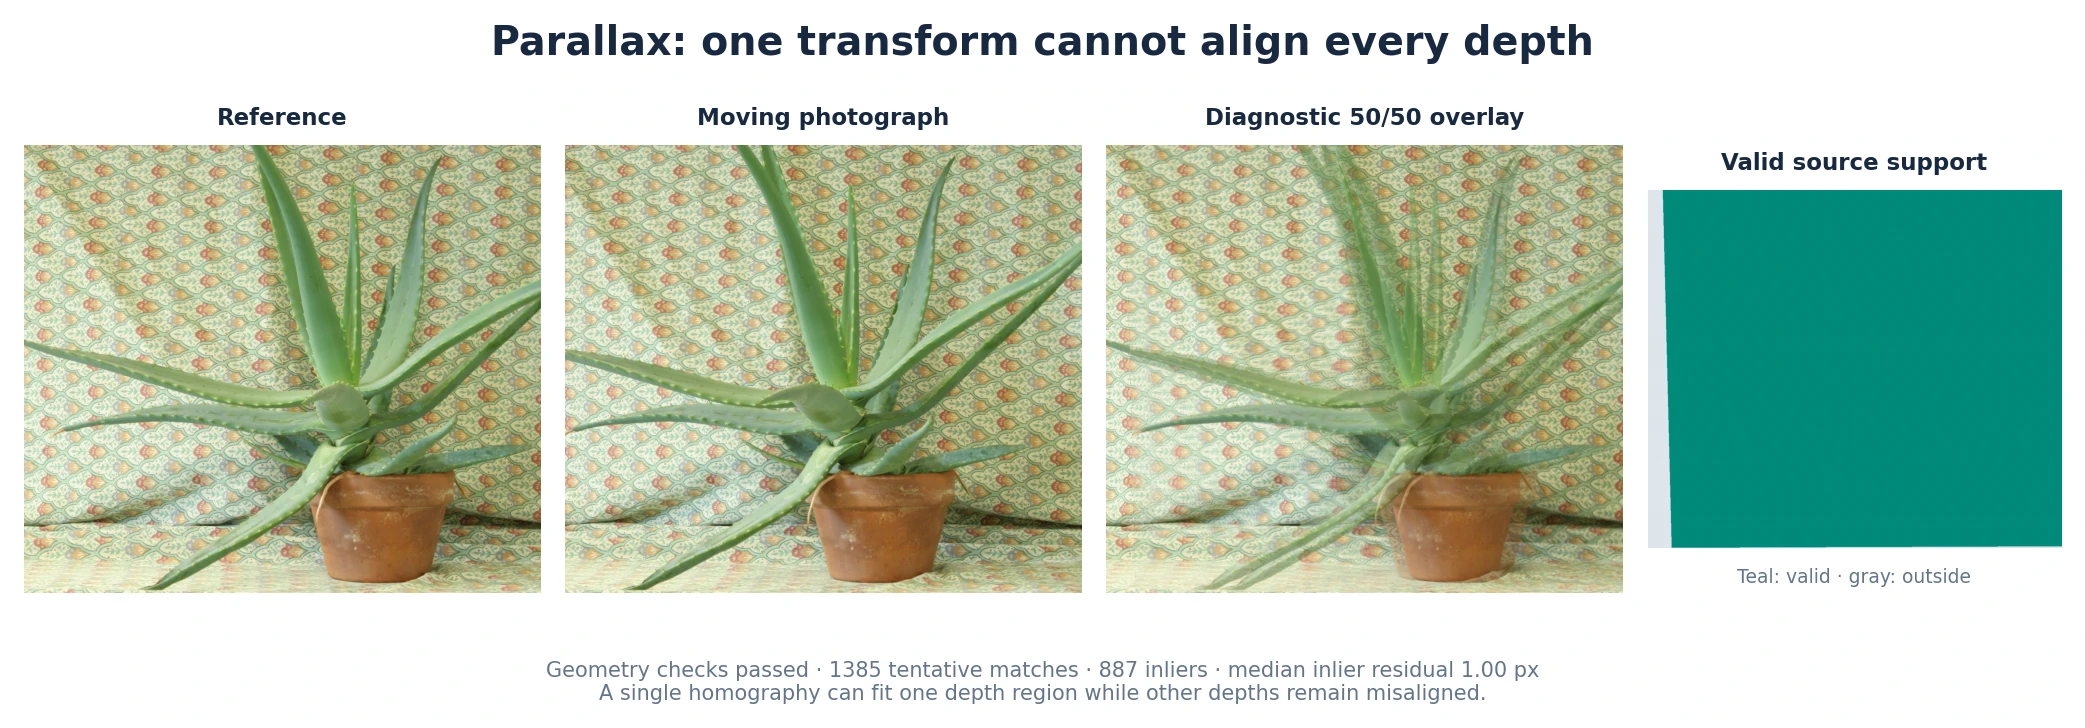 Parallax: one transform cannot align every depth
Reference
Moving photograph
Diagnostic 50/50 overlay
Valid source support
Teal: valid · gray: outside
Geometry checks passed · 1385 tentative matches · 887 inliers · median inlier residual 1.00 px
A single homography can fit one depth region while other depths remain misaligned.